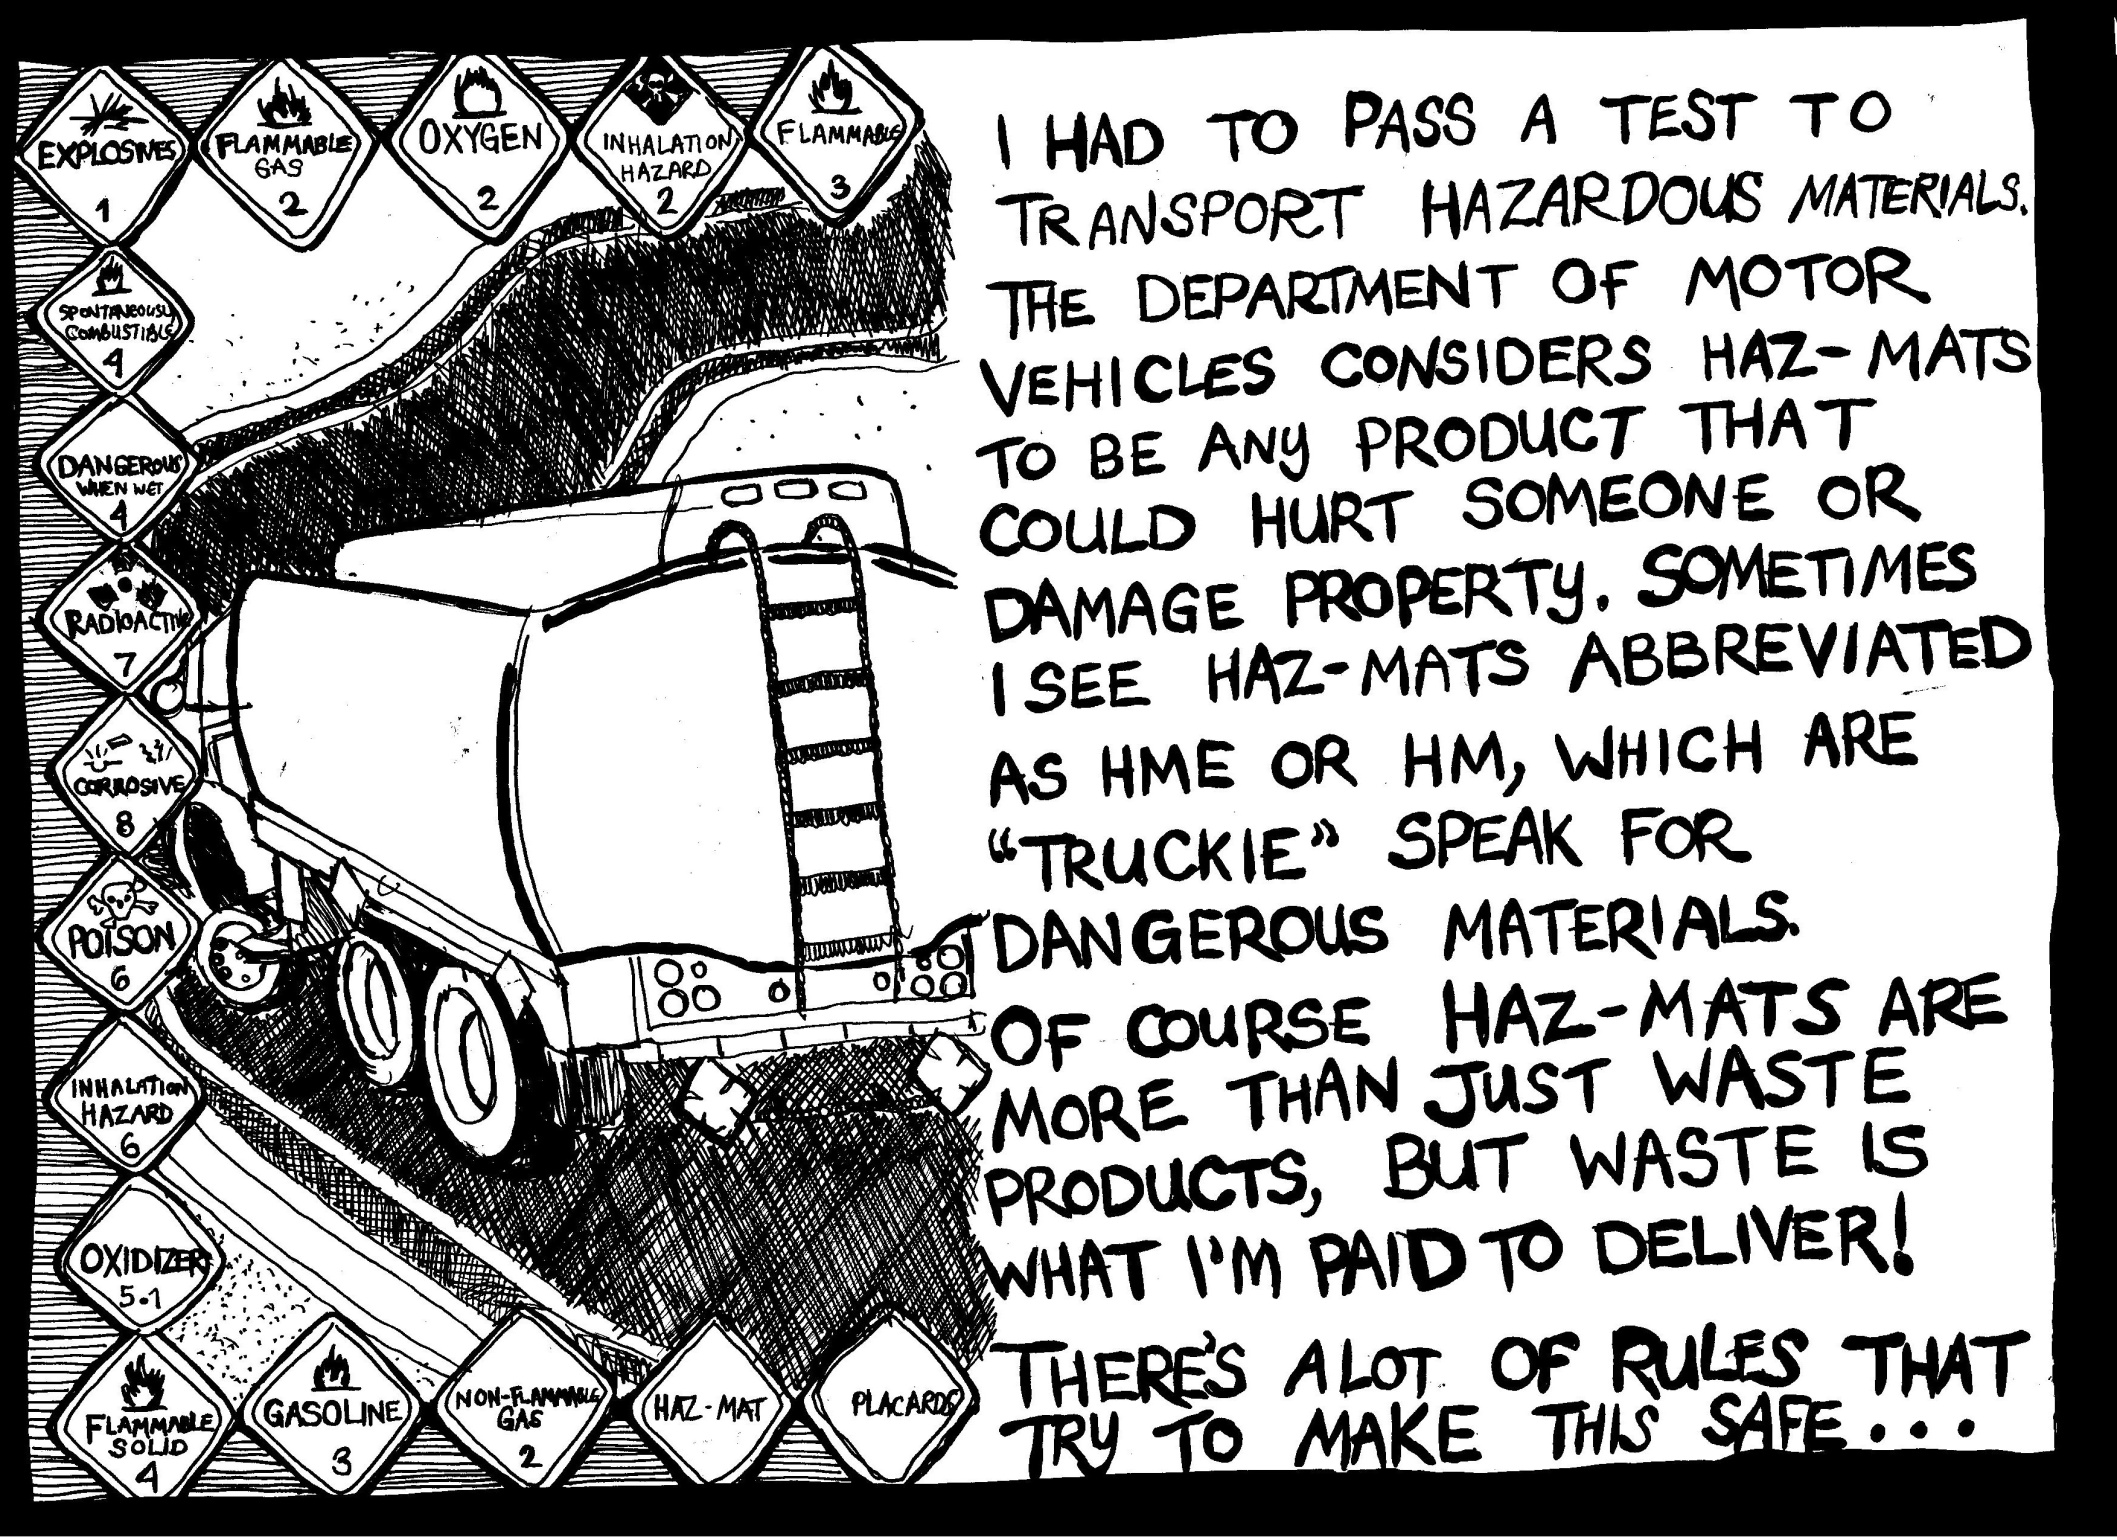 EXPLOSIVES
1
FLAMMABLE
GAS
2
OXYGEN
2
INHALATION
HAZARD
2
FLAMMABLE
3
SPONTANEOUSLY
COMBUSTIBLE
4
DANGEROUS
WHEN WET
4
RADIOACTIVE
7
CORROSIVE
8
POISON
6
INHALATION
HAZARD
6
OXIDIZER
5.1
FLAMMABLE
SOLID
4
GASOLINE
3
NON-FLAMMABLE
GAS
2
HAZ-MAT
PLACARDS
I HAD TO PASS A TEST TO
TRANSPORT HAZARDOUS MATERIALS.
THE DEPARTMENT OF MOTOR
VEHICLES CONSIDERS HAZ-MATS
TO BE ANY PRODUCT THAT
COULD HURT SOMEONE OR
DAMAGE PROPERTY. SOMETIMES
I SEE HAZ-MATS ABBREVIATED
AS HME OR HM, WHICH ARE
“TRUCKIE” SPEAK FOR
DANGEROUS MATERIALS.
OF COURSE HAZ-MATS ARE
MORE THAN JUST WASTE
PRODUCTS, BUT WASTE IS
WHAT I'M PAID TO DELIVER!
THERE'S ALOT OF RULES THAT
TRY TO MAKE THIS SAFE...